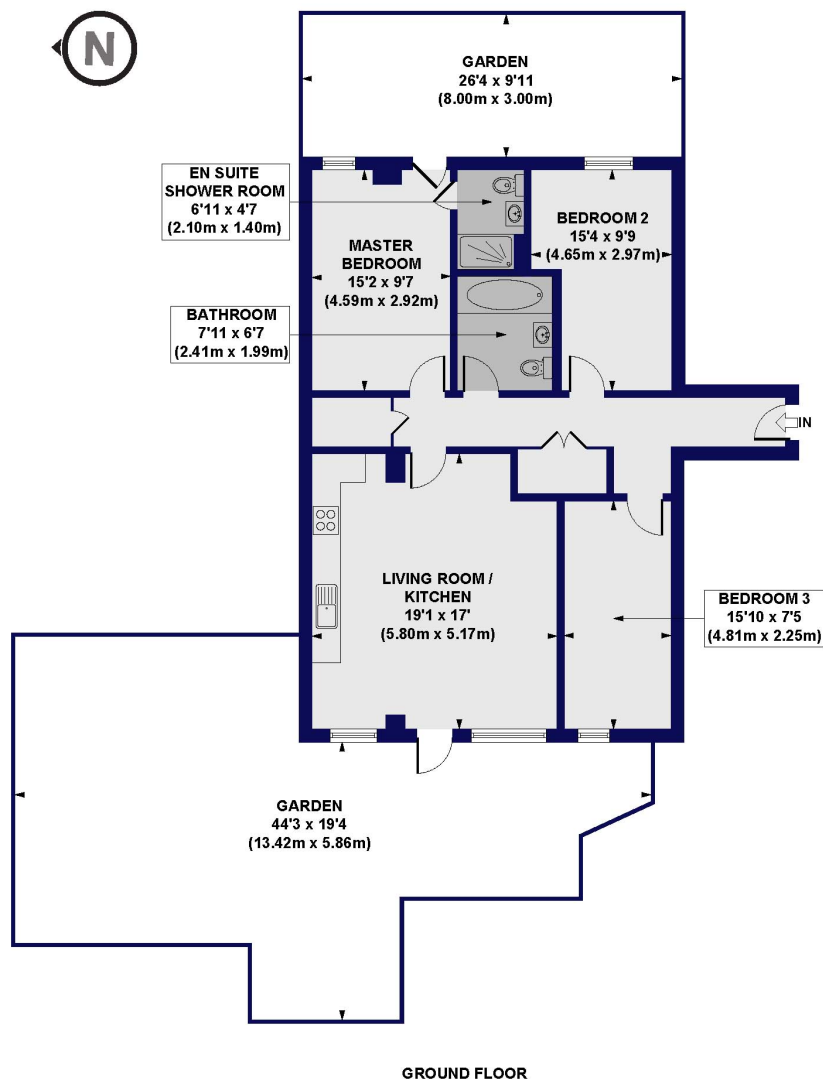 N
GARDEN
26'4 x 9'11
(8.00m x 3.00m)
EN SUITE
SHOWER ROOM
6'11 x 4'7
(2.10m x 1.40m)
MASTER
BEDROOM
15'2 x 9'7
(4.59m x 2.92m)
BEDROOM 2
15'4 x 9'9
(4.65m x 2.97m)
BATHROOM
7'11 x 6'7
(2.41m x 1.99m)
IN
LIVING ROOM /
KITCHEN
19'1 x 17'
(5.80m x 5.17m)
BEDROOM 3
15'10 x 7'5
(4.81m x 2.25m)
GARDEN
44'3 x 19'4
(13.42m x 5.86m)
GROUND FLOOR